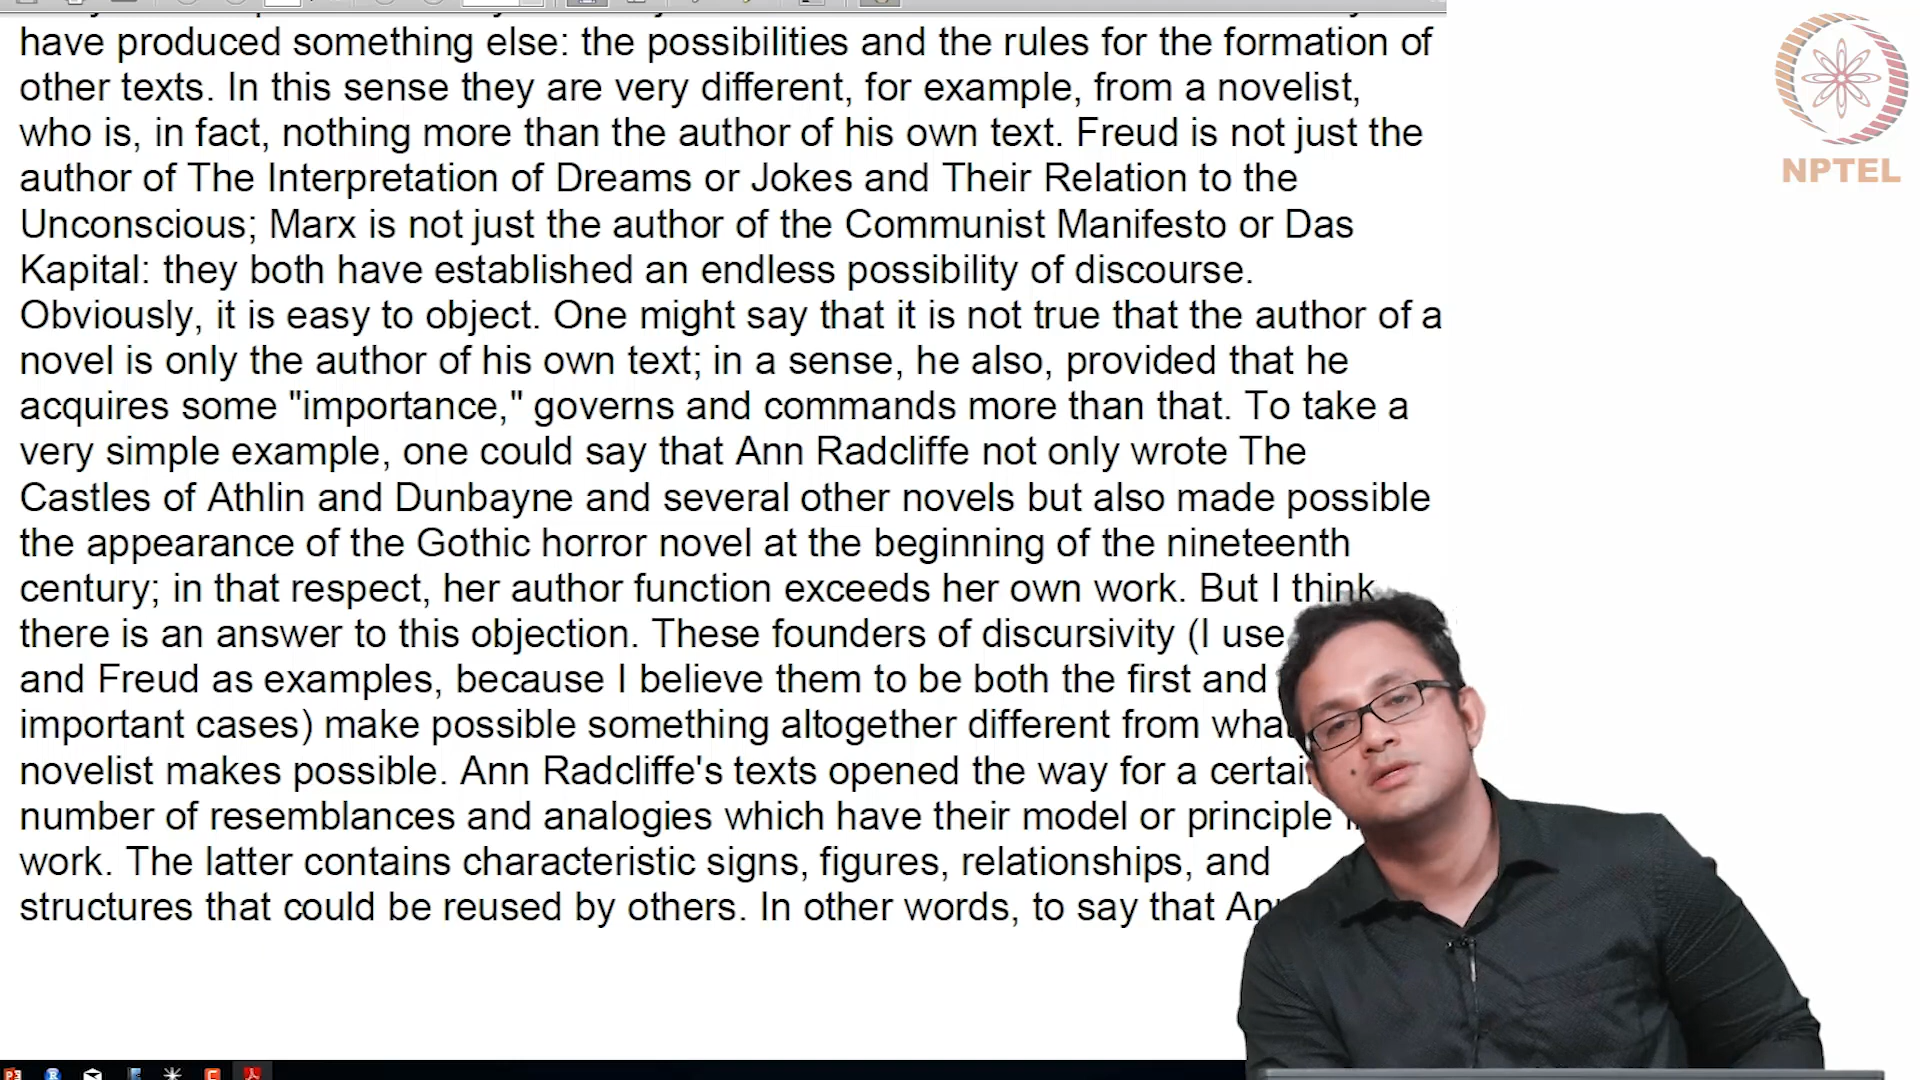 have produced something else: the possibilities and the rules for the formation of
other texts. In this sense they are very different, for example, from a novelist,
who is, in fact, nothing more than the author of his own text. Freud is not just the
author of The Interpretation of Dreams or Jokes and Their Relation to the
Unconscious; Marx is not just the author of the Communist Manifesto or Das
Kapital: they both have established an endless possibility of discourse.
Obviously, it is easy to object. One might say that it is not true that the author of a
novel is only the author of his own text; in a sense, he also, provided that he
acquires some "importance," governs and commands more than that. To take a
very simple example, one could say that Ann Radcliffe not only wrote The
Castles of Athlin and Dunbayne and several other novels but also made possible
the appearance of the Gothic horror novel at the beginning of the nineteenth
century; in that respect, her author function exceeds her own work. But I think
there is an answer to this objection. These founders of discursivity (I use
and Freud as examples, because I believe them to be both the first and
important cases) make possible something altogether different from what
novelist makes possible. Ann Radcliffe's texts opened the way for a certain
number of resemblances and analogies which have their model or principle
work. The latter contains characteristic signs, figures, relationships, and
structures that could be reused by others. In other words, to say that
NPTEL